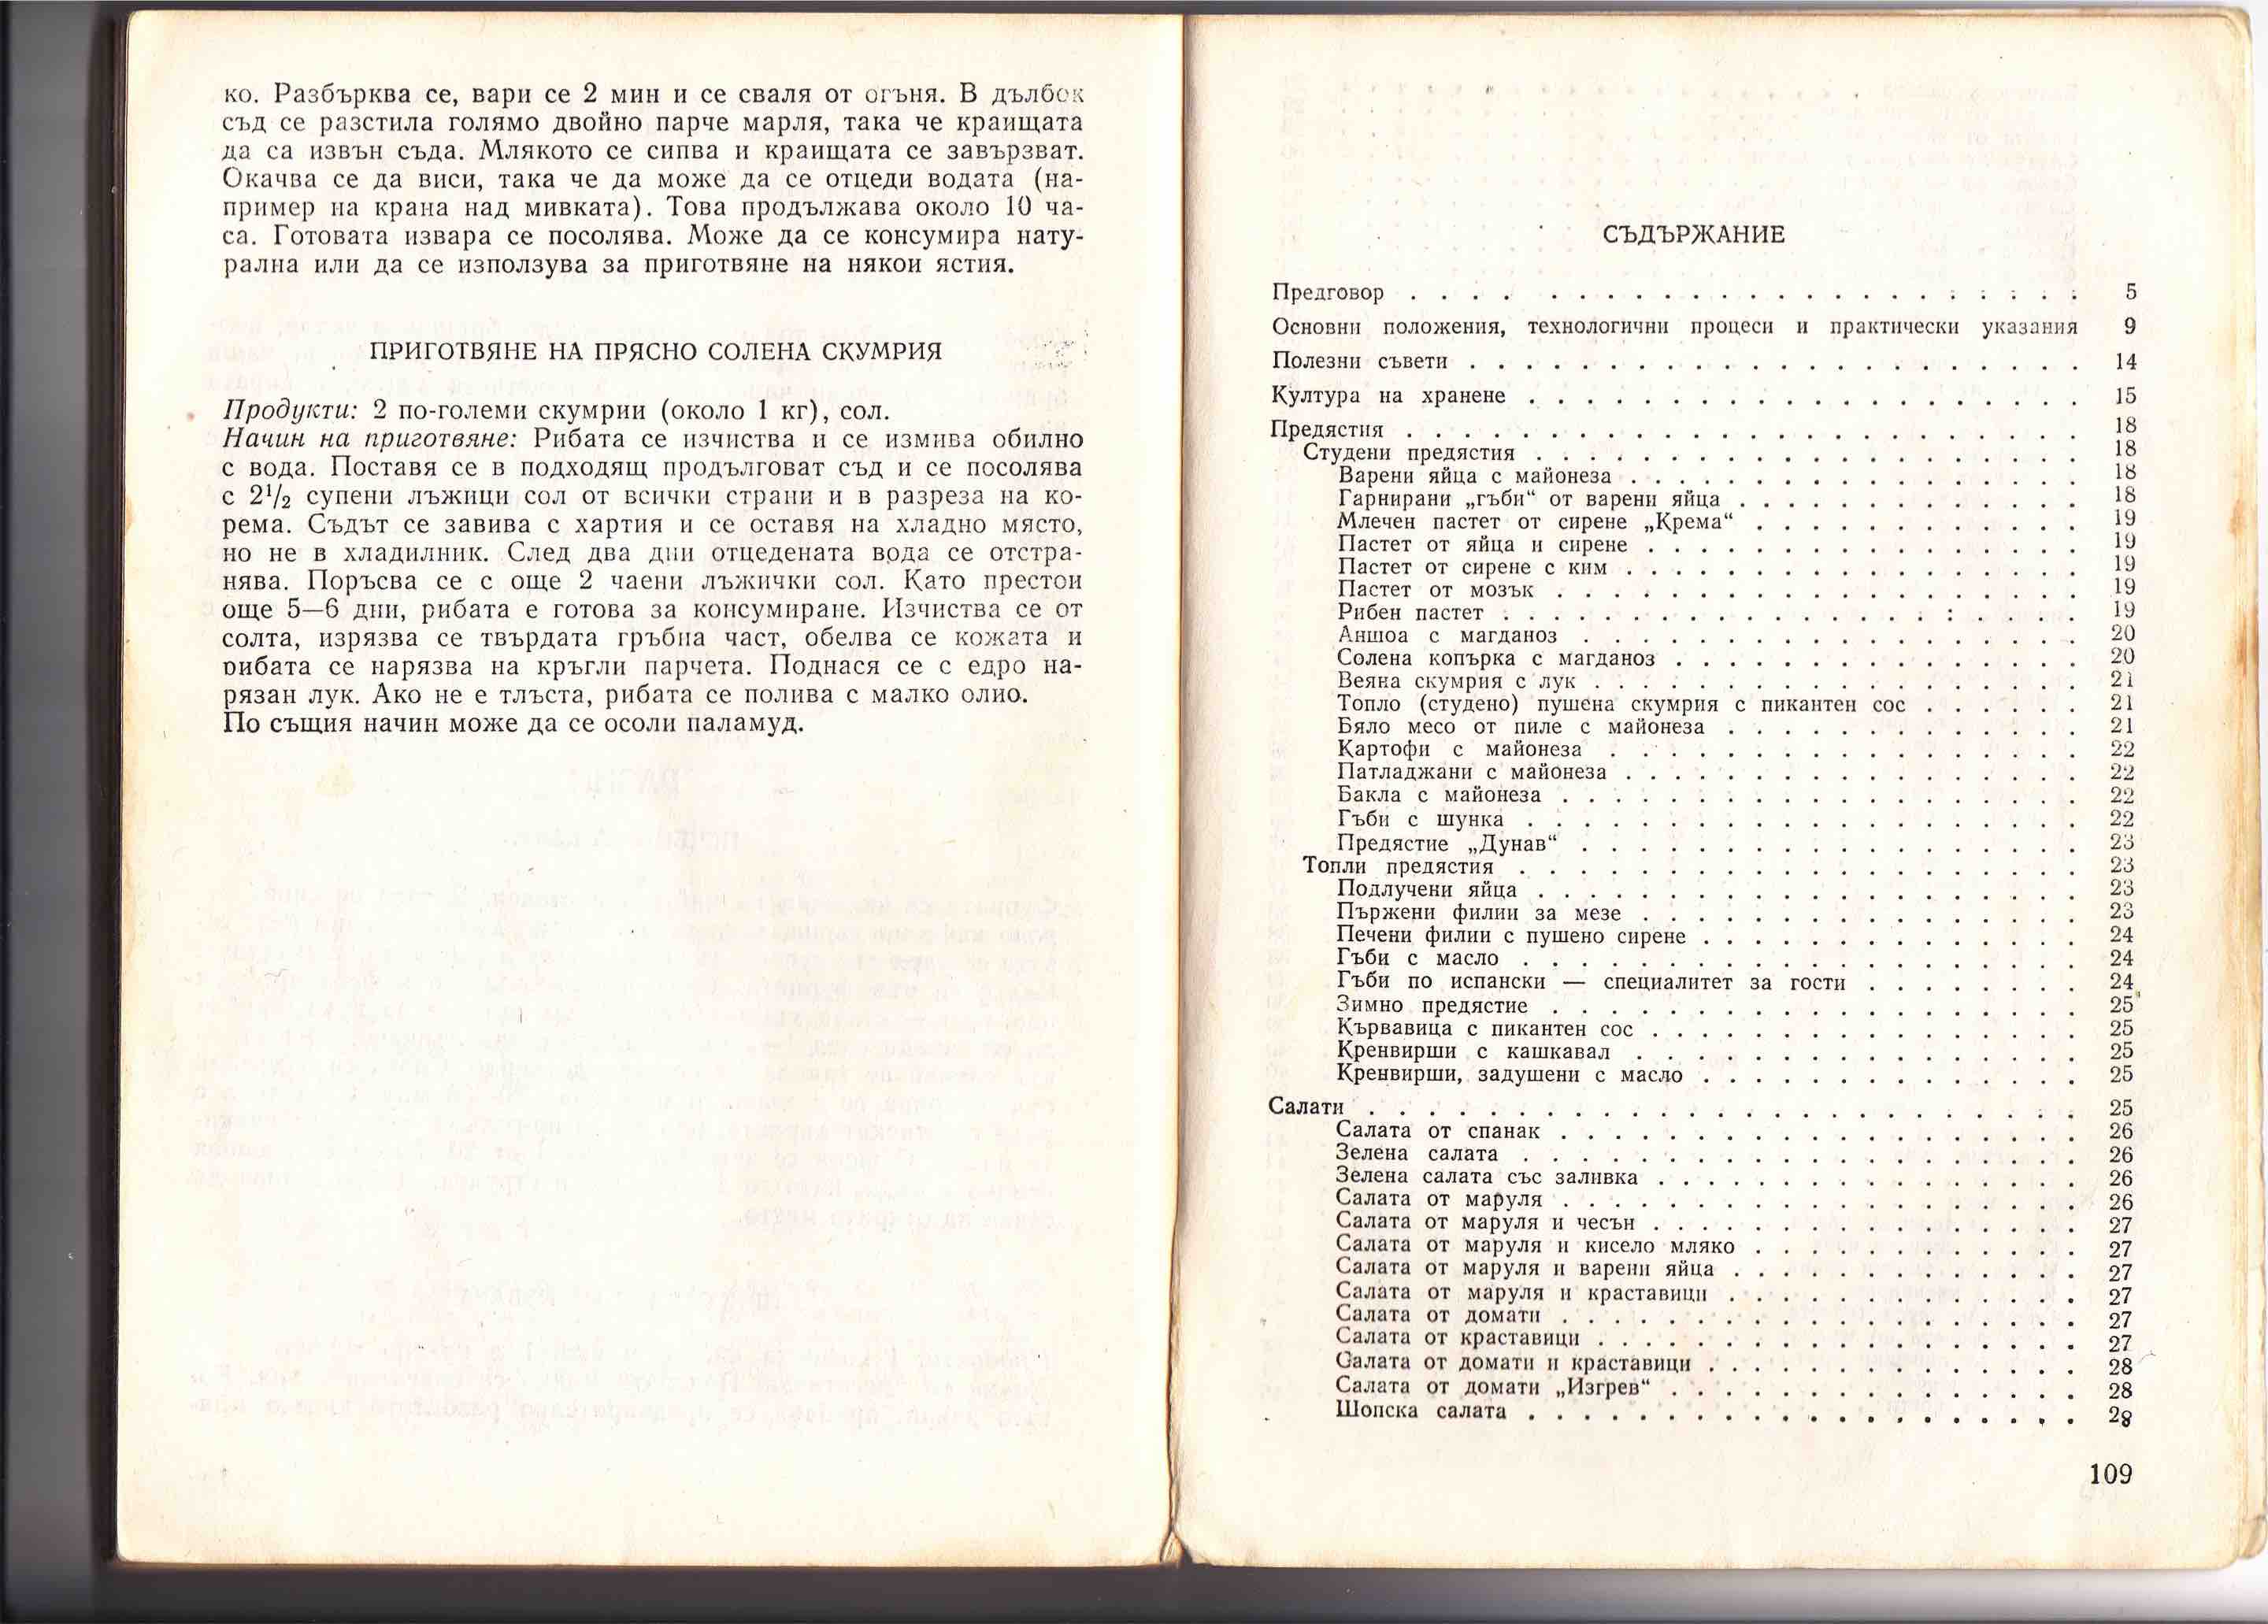 ко. Разбърква се, вари се 2 мин и се сваля от огъня. В дълбок
съд се разстила голямо двойно парче марля, така че краищата
да са извън съда. Млякото се сипва и краищата се завързват.
Окачва се да виси, така че да може да се отцеди водата (на-
пример на крана над мивката). Това продължава около 10 ча-
са. Готовата извара се посолява. Може да се консумира нату-
рална или да се използува за приготвяне на някои ястия.
ПРИГОТВЯНЕ НА ПРЯСНО СОЛЕНА СКУМРИЯ
Продукти: 2 по-големи скумрии (около 1 кг), сол.
Начин на приготвяне: Рибата се изчиства и се измива обилно
с вода. Поставя се в подходящ продълговат съд и се посолява
с 2¹/₂ супени лъжици сол от всички страни и в разреза на ко-
рема. Съдът се завива с хартия и се оставя на хладно място,
но не в хладилник. След два дни отцедената вода се отстра-
нява. Поръсва се с още 2 чаени лъжички сол. Като престои
още 5—6 дни, рибата е готова за консумиране. Изчиства се от
солта, изрязва се твърдата гръбна част, обелва се кожата и
рибата се нарязва на кръгли парчета. Поднася се с едро на-
рязан лук. Ако не е тлъста, рибата се полива с малко олио.
По същия начин може да се осоли паламуд.
СЪДЪРЖАНИЕ
Предговор . . . . . . . . . . . . . . . . . . . . 5
Основни положения, технологични процеси и практически указания 9
Полезни съвети . . . . . . . . . . . . . . . . . . . . 14
Култура на хранене . . . . . . . . . . . . . . . . . . . . 15
Предястия . . . . . . . . . . . . . . . . . . . . 18
Студени предястия . . . . . . . . . . . . . . . . . . . . 18
Варени яйца с майонеза . . . . . . . . . . . . . . . . 18
Гарнирани „гъби“ от варени яйца . . . . . . . . . . . . 18
Млечен пастет от сирене „Крема“ . . . . . . . . . . . . 19
Пастет от яйца и сирене . . . . . . . . . . . . . . . . 19
Пастет от сирене с ким . . . . . . . . . . . . . . . . 19
Пастет от мозък . . . . . . . . . . . . . . . . . . . 19
Рибен пастет . . . . . . . . . . . . . . . . . . . . 19
Аншоа с магданоз . . . . . . . . . . . . . . . . . . 20
Солена копърка с магданоз . . . . . . . . . . . . . . . 20
Веяна скумрия с лук . . . . . . . . . . . . . . . . . 21
Топло (студено) пушена скумрия с пикантен сос . . . . . . 21
Бяло месо от пиле с майонеза . . . . . . . . . . . . . 21
Картофи с майонеза . . . . . . . . . . . . . . . . . 22
Патладжани с майонеза . . . . . . . . . . . . . . . . 22
Бакла с майонеза . . . . . . . . . . . . . . . . . . 22
Гъби с шунка . . . . . . . . . . . . . . . . . . . . 22
Предястие „Дунав“ . . . . . . . . . . . . . . . . . . 23
Топли предястия . . . . . . . . . . . . . . . . . . . . 23
Подлучени яйца . . . . . . . . . . . . . . . . . . . 23
Пържени филии за мезе . . . . . . . . . . . . . . . . 23
Печени филии с пушено сирене . . . . . . . . . . . . . . 24
Гъби с масло . . . . . . . . . . . . . . . . . . . . 24
Гъби по испански — специалитет за гости . . . . . . . . 24
Зимно предястие . . . . . . . . . . . . . . . . . . . 25
Кървавица с пикантен сос . . . . . . . . . . . . . . . 25
Кренвирши с кашкавал . . . . . . . . . . . . . . . . 25
Кренвирши, задушени с масло . . . . . . . . . . . . . . 25
Салати . . . . . . . . . . . . . . . . . . . . 25
Салата от спанак . . . . . . . . . . . . . . . . . . 26
Зелена салата . . . . . . . . . . . . . . . . . . . . 26
Зелена салата със заливка . . . . . . . . . . . . . . . 26
Салата от маруля . . . . . . . . . . . . . . . . . . 26
Салата от маруля и чесън . . . . . . . . . . . . . . . 27
Салата от маруля и кисело мляко . . . . . . . . . . . . 27
Салата от маруля и варени яйца . . . . . . . . . . . . . 27
Салата от маруля и краставици . . . . . . . . . . . . . 27
Салата от домати . . . . . . . . . . . . . . . . . . 27
Салата от краставици . . . . . . . . . . . . . . . . . 27
Салата от домати и краставици . . . . . . . . . . . . . . 28
Салата от домати „Изгрев“ . . . . . . . . . . . . . . . 28
Шопска салата . . . . . . . . . . . . . . . . . . . . 28
109